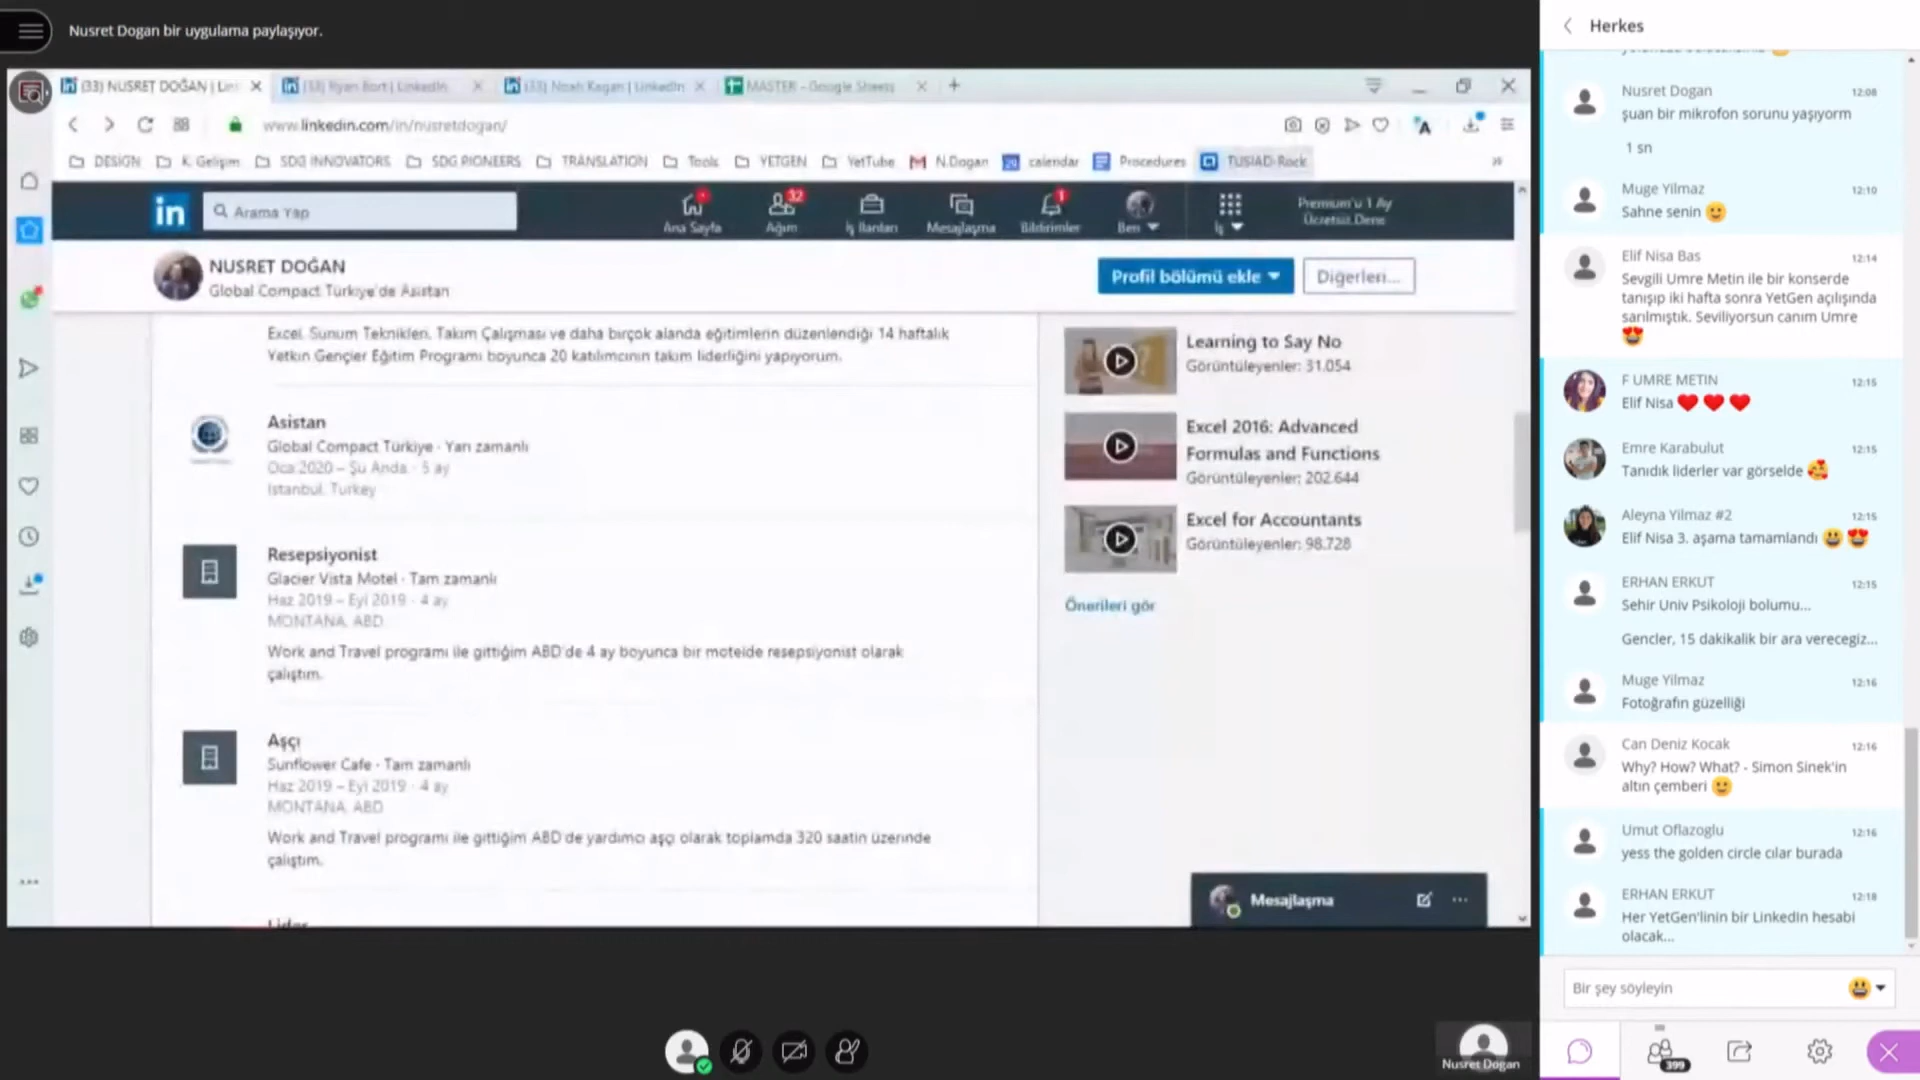 Nusret Dogan bir uygulama paylaşıyor.
(33) NUSRET DOĞAN | Lin
(33) Ryan Bort | LinkedIn
(33) Noah Kagan | LinkedIn
MASTER - Google Sheets
www.linkedin.com/in/nusretdogan/
DESIGN
K. Gelişim
SDG INNOVATORS
SDG PIONEERS
TRANSLATION
Tools
YETGEN
YetTube
N.Dogan
calendar
Procedures
TUSIAD-Rock
in
Arama Yap
32
1
Ana Sayfa
Ağım
İş İlanları
Mesajlaşma
Bildirimler
Ben
İş
Premium'u 1 Ay
Ücretsiz Dene
NUSRET DOĞAN
Global Compact Türkiye'de Asistan
Profil bölümü ekle
Diğerleri...
Excel, Sunum Teknikleri, Takım Çalışması ve daha birçok alanda eğitimlerin düzenlendiği 14 haftalık
Yetkin Gençler Eğitim Programı boyunca 20 katılımcının takım liderliğini yapıyorum.
Asistan
Global Compact Türkiye · Yarı zamanlı
Oca 2020 – Şu Anda · 5 ay
Istanbul, Turkey
Resepsiyonist
Glacier Vista Motel · Tam zamanlı
Haz 2019 – Eyl 2019 · 4 ay
MONTANA, ABD
Work and Travel programı ile gittiğim ABD'de 4 ay boyunca bir motelde resepsiyonist olarak
çalıştım.
Aşçı
Sunflower Cafe · Tam zamanlı
Haz 2019 – Eyl 2019 · 4 ay
MONTANA, ABD
Work and Travel programı ile gittiğim ABD'de yardımcı aşçı olarak toplamda 320 saatin üzerinde
çalıştım.
Lider
Learning to Say No
Görüntüleyenler: 31.054
Excel 2016: Advanced
Formulas and Functions
Görüntüleyenler: 202.644
Excel for Accountants
Görüntüleyenler: 98.728
Önerileri gör
Mesajlaşma
Nusret Dogan
Herkes
Nusret Dogan 12:08
şuan bir mikrofon sorunu yaşıyorm
1 sn
Muge Yilmaz 12:10
Sahne senin 🙂
Elif Nisa Bas 12:14
Sevgili Umre Metin ile bir konserde
tanışıp iki hafta sonra YetGen açılışında
sarılmıştık. Seviliyorsun canım Umre
😍
F UMRE METIN 12:15
Elif Nisa ❤️ ❤️ ❤️
Emre Karabulut 12:15
Tanıdık liderler var görselde 🥰
Aleyna Yilmaz #2 12:15
Elif Nisa 3. aşama tamamlandı 😃 😍
ERHAN ERKUT 12:15
Sehir Univ Psikoloji bolumu...
Gencler, 15 dakikalik bir ara verecegiz...
Muge Yilmaz 12:16
Fotoğrafın güzelliği
Can Deniz Kocak 12:16
Why? How? What? - Simon Sinek'in
altın çemberi 🙂
Umut Oflazoglu 12:16
yess the golden circle cılar burada
ERHAN ERKUT 12:18
Her YetGen'linin bir LinkedIn hesabi
olacak...
Bir şey söyleyin
399